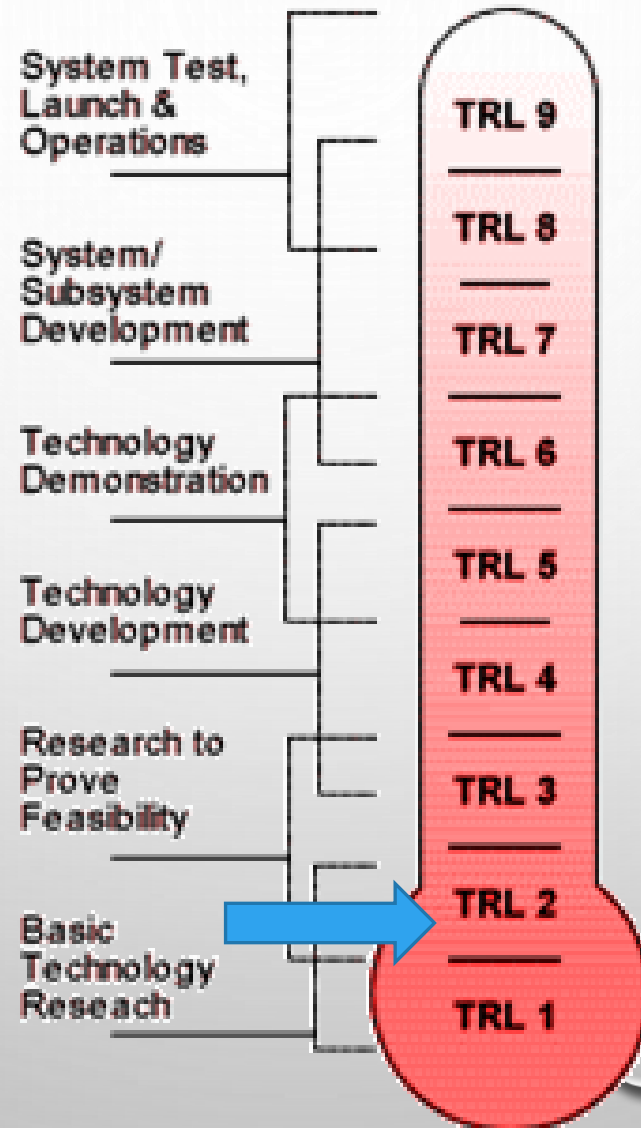 System Test,
Launch &
Operations
System/
Subsystem
Development
Technology
Demonstration
Technology
Development
Research to
Prove
Feasibility
Basic
Technology
Reseach
TRL 9
TRL 8
TRL 7
TRL 6
TRL 5
TRL 4
TRL 3
TRL 2
TRL 1